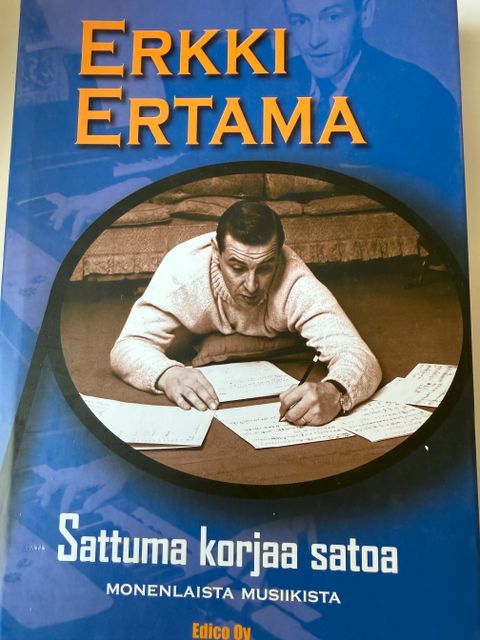 ERKKI
ERTAMA
Sattuma korjaa satoa
MONENLAISTA MUSIIKISTA
Edico Oy